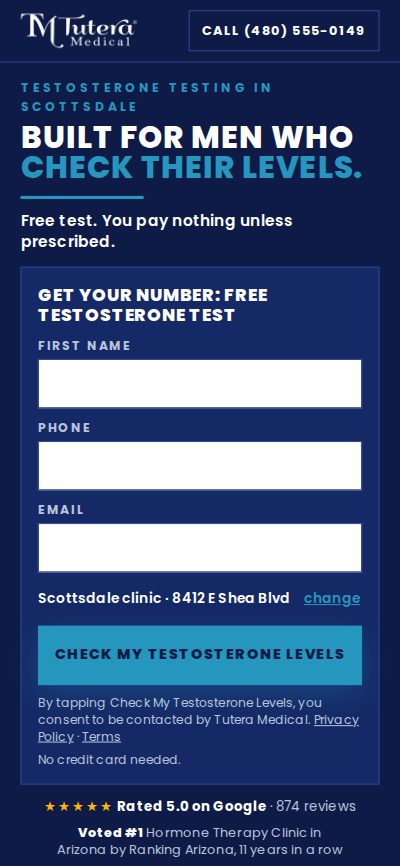 Tutera®
Medical
CALL (480) 555-0149
TESTOSTERONE TESTING IN
SCOTTSDALE
BUILT FOR MEN WHO
CHECK THEIR LEVELS.
Free test. You pay nothing unless
prescribed.
GET YOUR NUMBER: FREE
TESTOSTERONE TEST
FIRST NAME
PHONE
EMAIL
Scottsdale clinic · 8412 E Shea Blvd change
CHECK MY TESTOSTERONE LEVELS
By tapping Check My Testosterone Levels, you
consent to be contacted by Tutera Medical. Privacy
Policy · Terms
No credit card needed.
★★★★★ Rated 5.0 on Google · 874 reviews
Voted #1 Hormone Therapy Clinic in
Arizona by Ranking Arizona, 11 years in a row